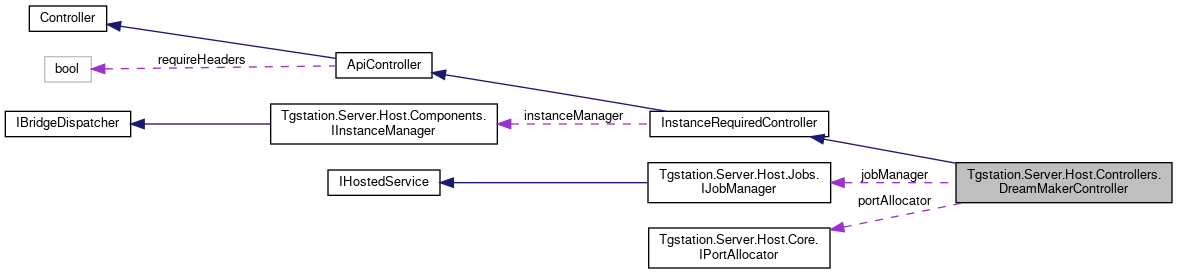 Controller
bool
requireHeaders
ApiController
IBridgeDispatcher
Tgstation.Server.Host.Components.
IInstanceManager
instanceManager
InstanceRequiredController
IHostedService
Tgstation.Server.Host.Jobs.
IJobManager
jobManager
Tgstation.Server.Host.Controllers.
DreamMakerController
portAllocator
Tgstation.Server.Host.Core.
IPortAllocator